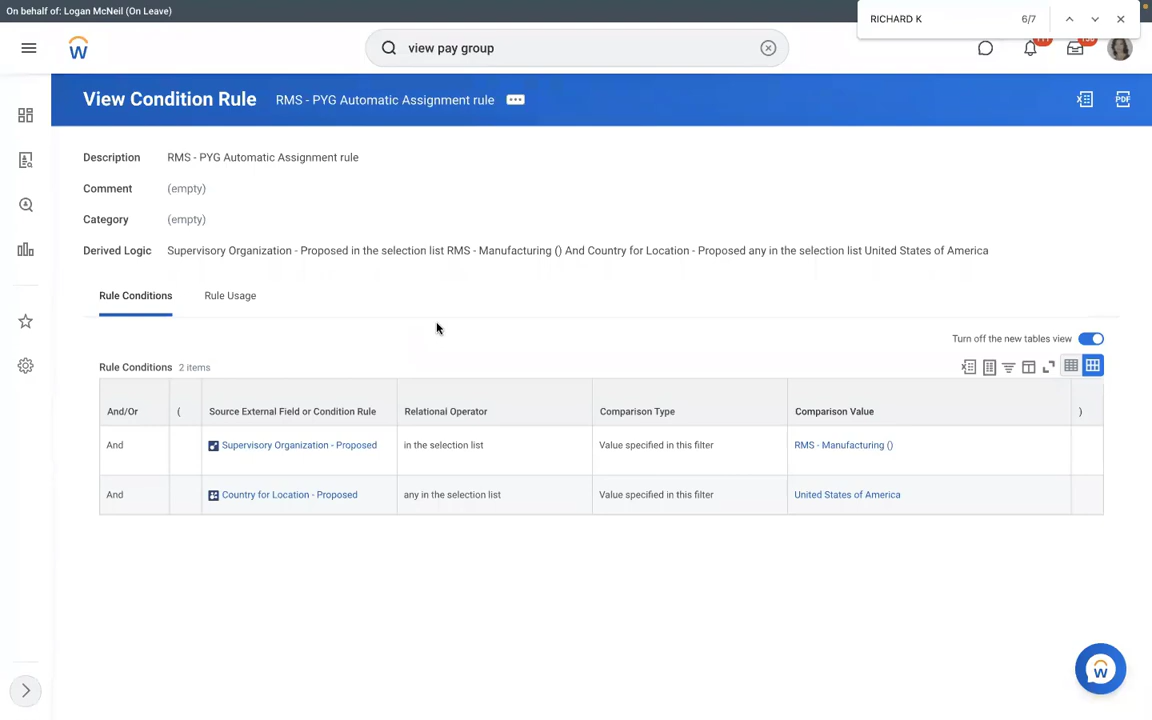 On behalf of: Logan McNeil (On Leave)
RICHARD K 6/7
view pay group
View Condition Rule RMS - PYG Automatic Assignment rule
PDF
Description RMS - PYG Automatic Assignment rule
Comment (empty)
Category (empty)
Derived Logic Supervisory Organization - Proposed in the selection list RMS - Manufacturing () And Country for Location - Proposed any in the selection list United States of America
Rule Conditions Rule Usage
Turn off the new tables view
Rule Conditions 2 items
And/Or ( Source External Field or Condition Rule Relational Operator Comparison Type Comparison Value )
And Supervisory Organization - Proposed in the selection list Value specified in this filter RMS - Manufacturing ()
And Country for Location - Proposed any in the selection list Value specified in this filter United States of America